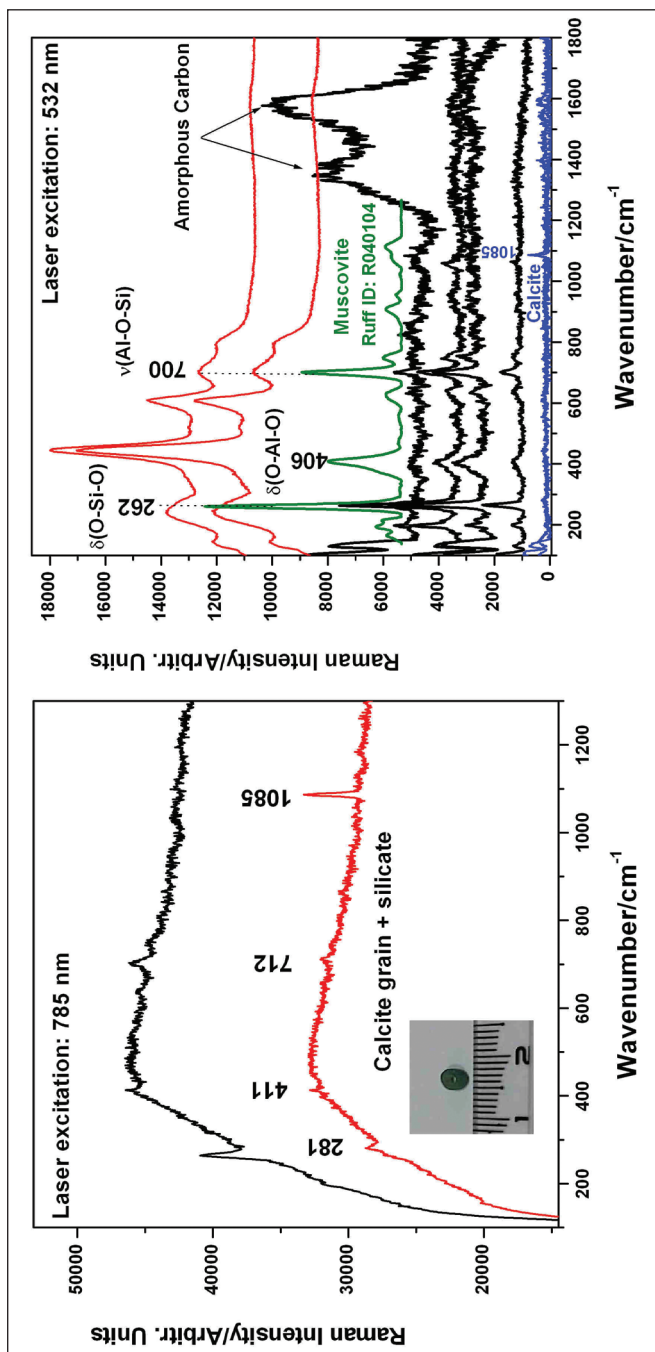 Laser excitation: 785 nm
Raman Intensity/Arbitr. Units
50000
40000
30000
20000
281
411
712
1085
Calcite grain + silicate
1
2
200
400
600
800
1000
1200
Wavenumber/cm⁻¹
Laser excitation: 532 nm
Raman Intensity/Arbitr. Units
18000
16000
14000
12000
10000
8000
6000
4000
2000
0
δ(O-Si-O)
262
ν(Al-O-Si)
700
δ(O-Al-O)
406
Amorphous Carbon
Muscovite
Ruff ID: R040104
1085
Calcite
200
400
600
800
1000
1200
1400
1600
1800
Wavenumber/cm⁻¹